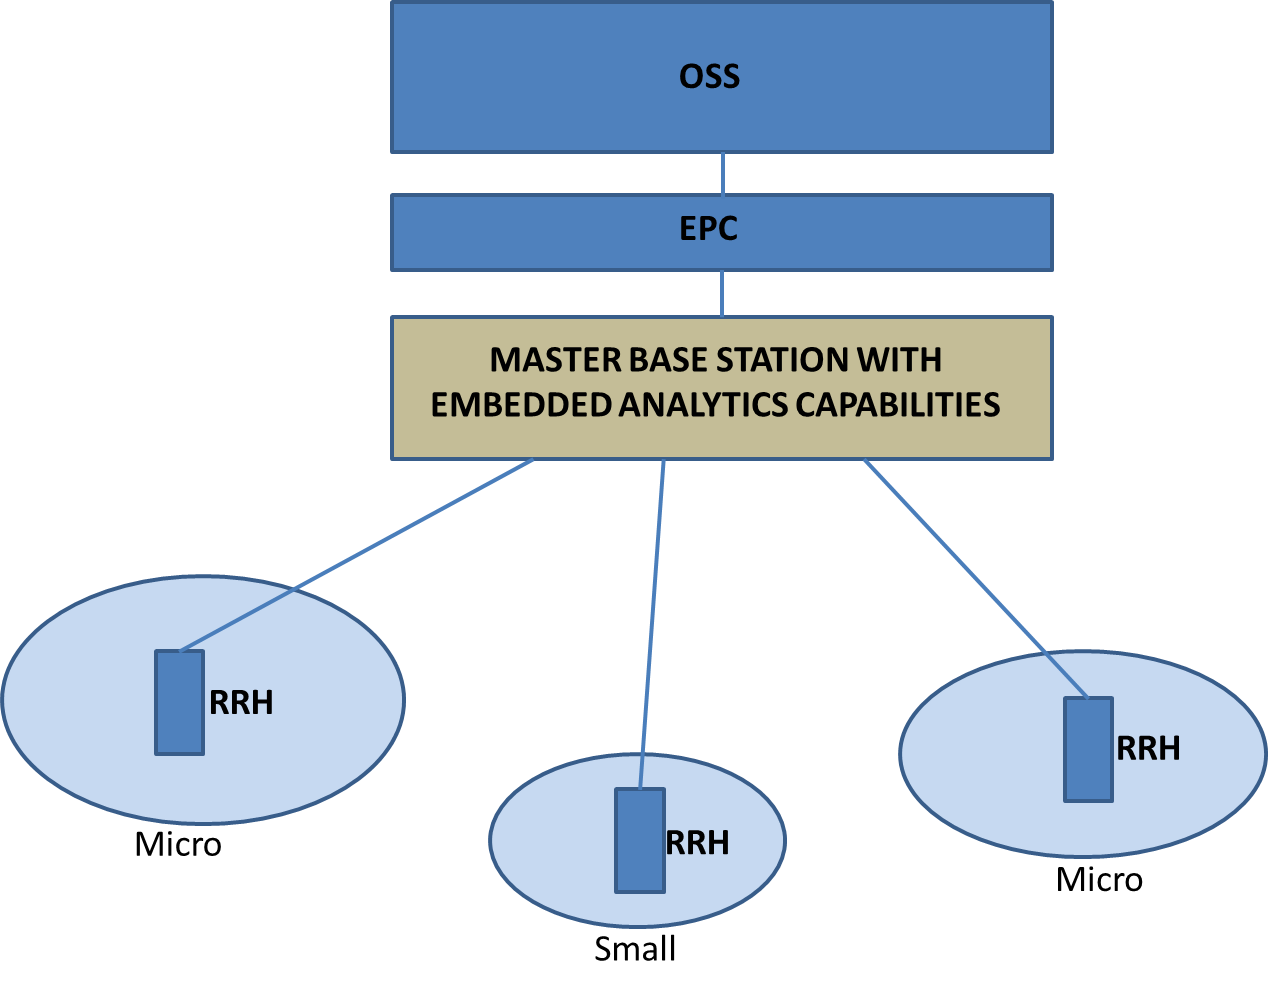 OSS
EPC
MASTER BASE STATION WITH
EMBEDDED ANALYTICS CAPABILITIES
RRH
Micro
RRH
Small
RRH
Micro